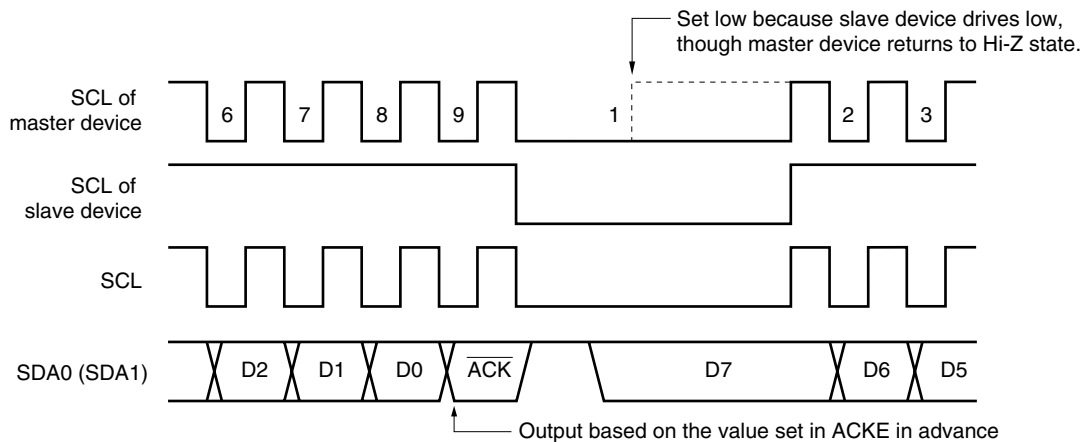 Set low because slave device drives low,
though master device returns to Hi-Z state.
SCL of
master device
6 7 8 9 1 2 3
SCL of
slave device
SCL
SDA0 (SDA1)
D2 D1 D0 ACK D7 D6 D5
Output based on the value set in ACKE in advance